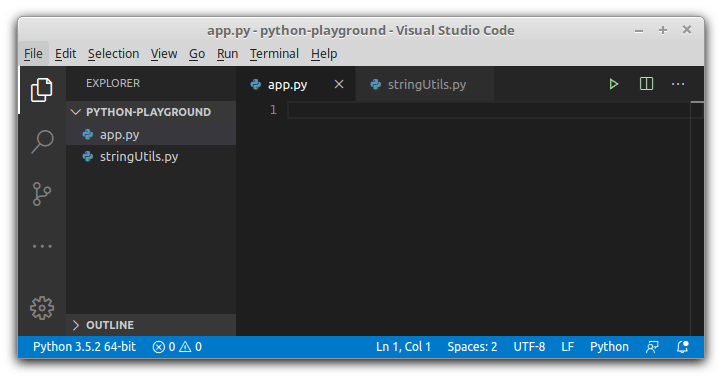 app.py - python-playground - Visual Studio Code
File Edit Selection View Go Run Terminal Help
EXPLORER
PYTHON-PLAYGROUND
app.py
stringUtils.py
OUTLINE
app.py stringUtils.py
1
Python 3.5.2 64-bit 0 0 Ln 1, Col 1 Spaces: 2 UTF-8 LF Python